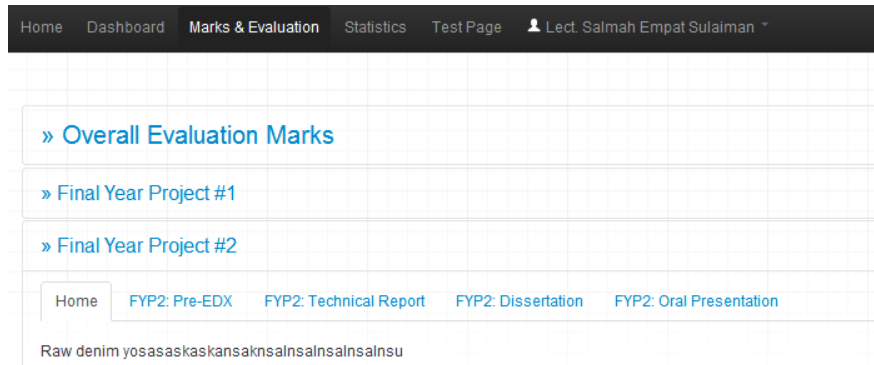 Home Dashboard Marks & Evaluation Statistics Test Page Lect. Salmah Empat Sulaiman
» Overall Evaluation Marks
» Final Year Project #1
» Final Year Project #2
Home FYP2: Pre-EDX FYP2: Technical Report FYP2: Dissertation FYP2: Oral Presentation
Raw denim yosasaskaskansaknsalnsalnsalnsalnsu